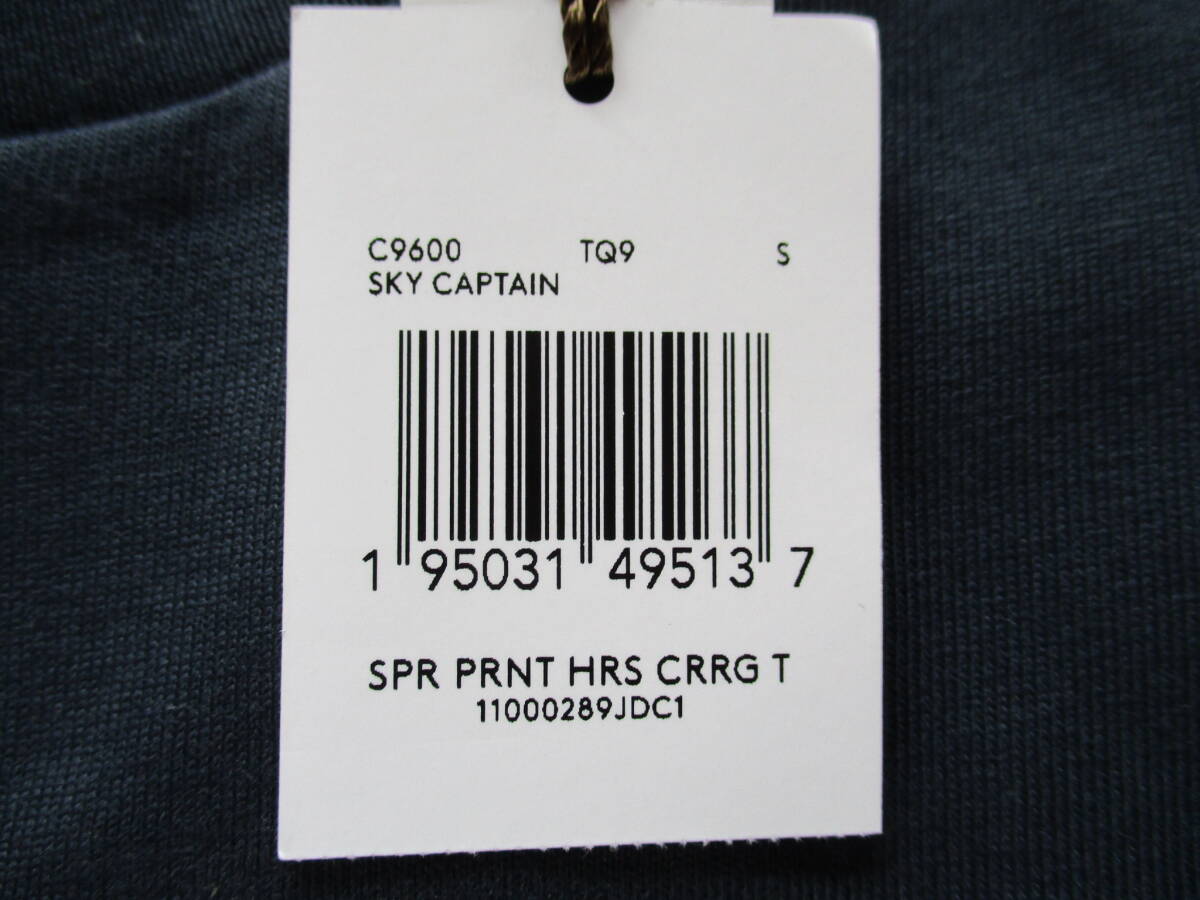 C9600 TQ9 S
SKY CAPTAIN
1 95031 49513 7
SPR PRNT HRS CRRG T
11000289JDC1